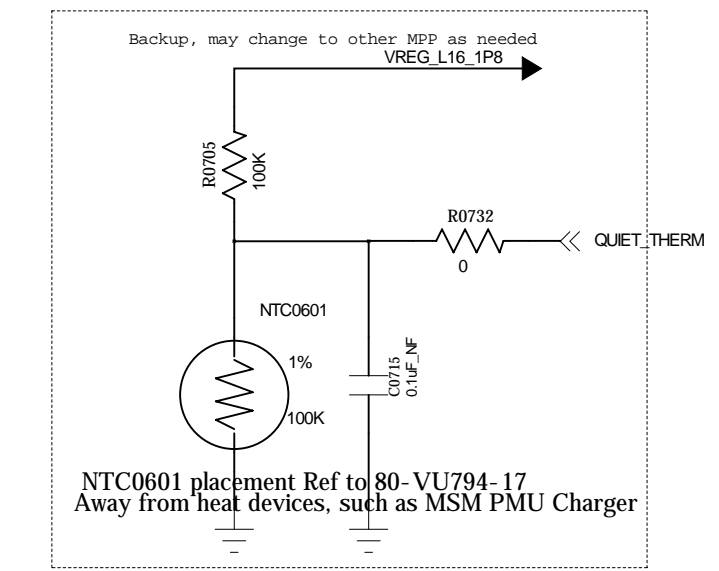 Backup, may change to other MPP as needed
VREG_L16_1P8
R0705
100K
R0732
0
QUIET_THERM
NTC0601
1%
100K
C0715
0.1uF_NF
NTC0601 placement Ref to 80-VU794-17
Away from heat devices, such as MSM PMU Charger